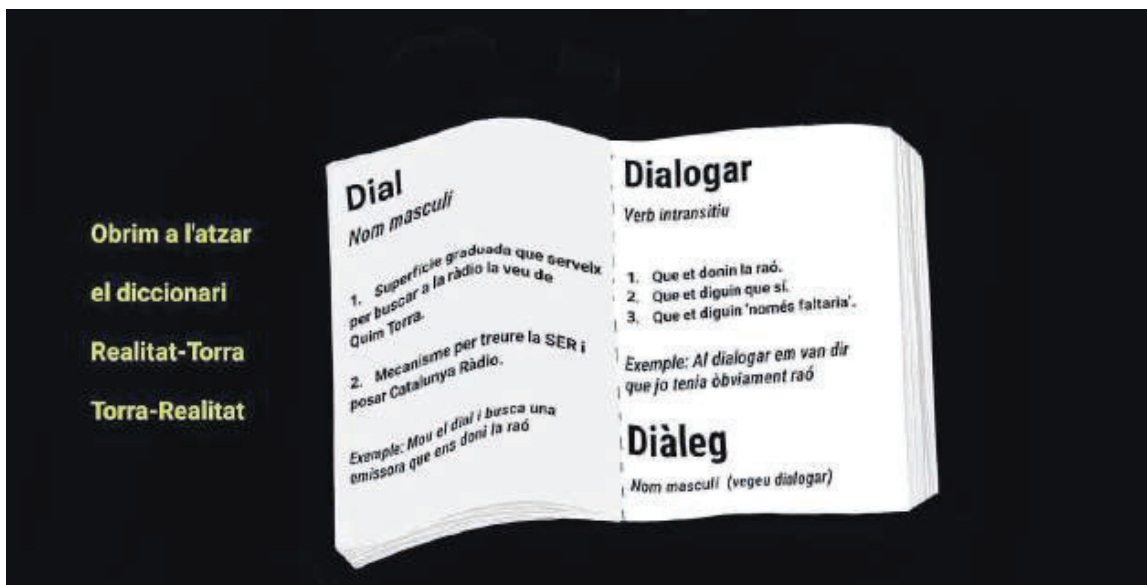 Obrim a l'atzar
el diccionari
Realitat-Torra
Torra-Realitat
Dial
Nom masculí
1. Superfície graduada que serveix
per buscar a la ràdio la veu de
Quim Torra.
2. Mecanisme per treure la SER i
posar Catalunya Ràdio.
Exemple: Mou el dial i busca una
emissora que ens doni la raó
Dialogar
Verb intransitiu
1. Que et donin la raó.
2. Que et diguin que sí.
3. Que et diguin 'només faltaria'.
Exemple: Al dialogar em van dir
que jo tenia òbviament raó
Diàleg
Nom masculí (vegeu dialogar)